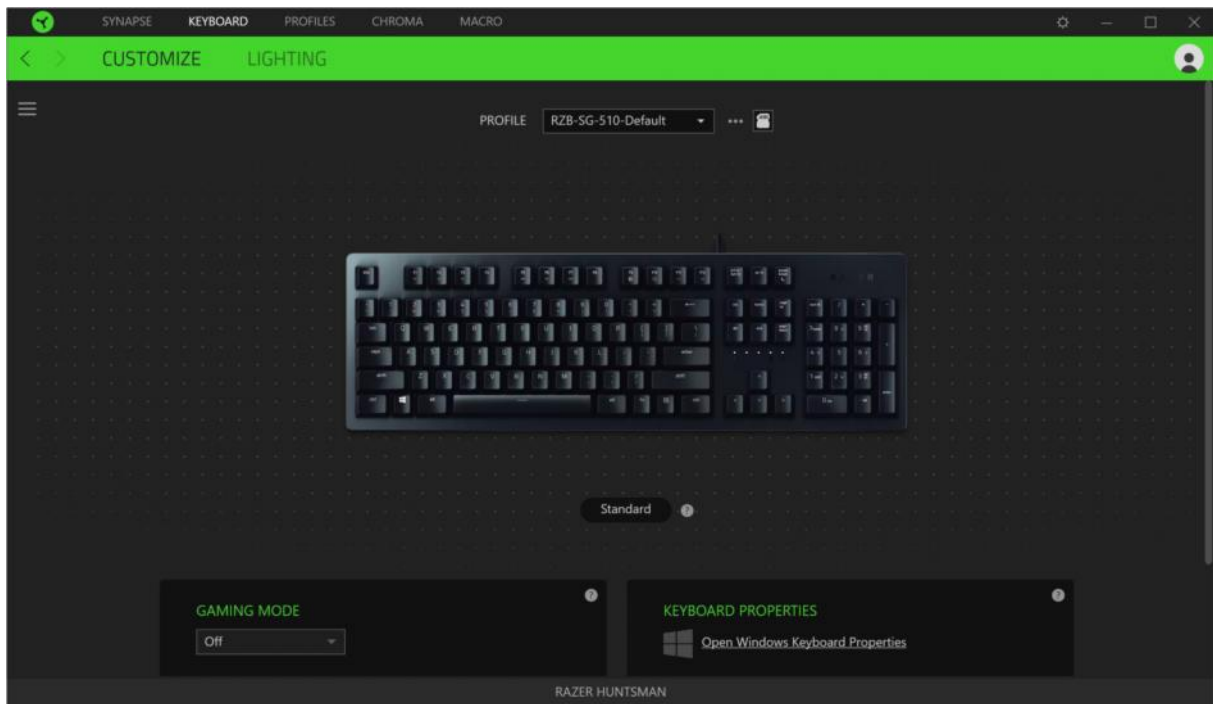 SYNAPSE KEYBOARD PROFILES CHROMA MACRO
CUSTOMIZE LIGHTING
PROFILE RZB-SG-510-Default
Standard
GAMING MODE
Off
KEYBOARD PROPERTIES
Open Windows Keyboard Properties
RAZER HUNTSMAN